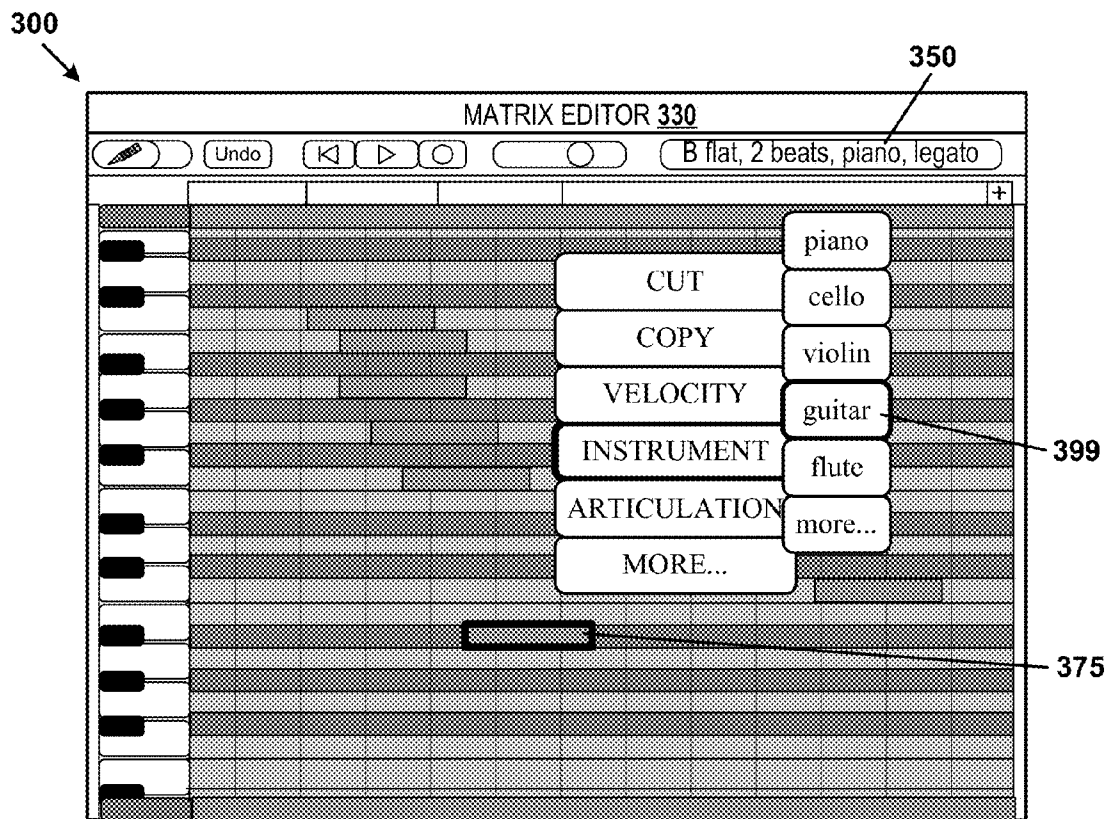 300
350
MATRIX EDITOR 330
Undo
B flat, 2 beats, piano, legato
+
piano
CUT
cello
COPY
violin
VELOCITY
guitar
INSTRUMENT
399
flute
ARTICULATION
more...
MORE...
375